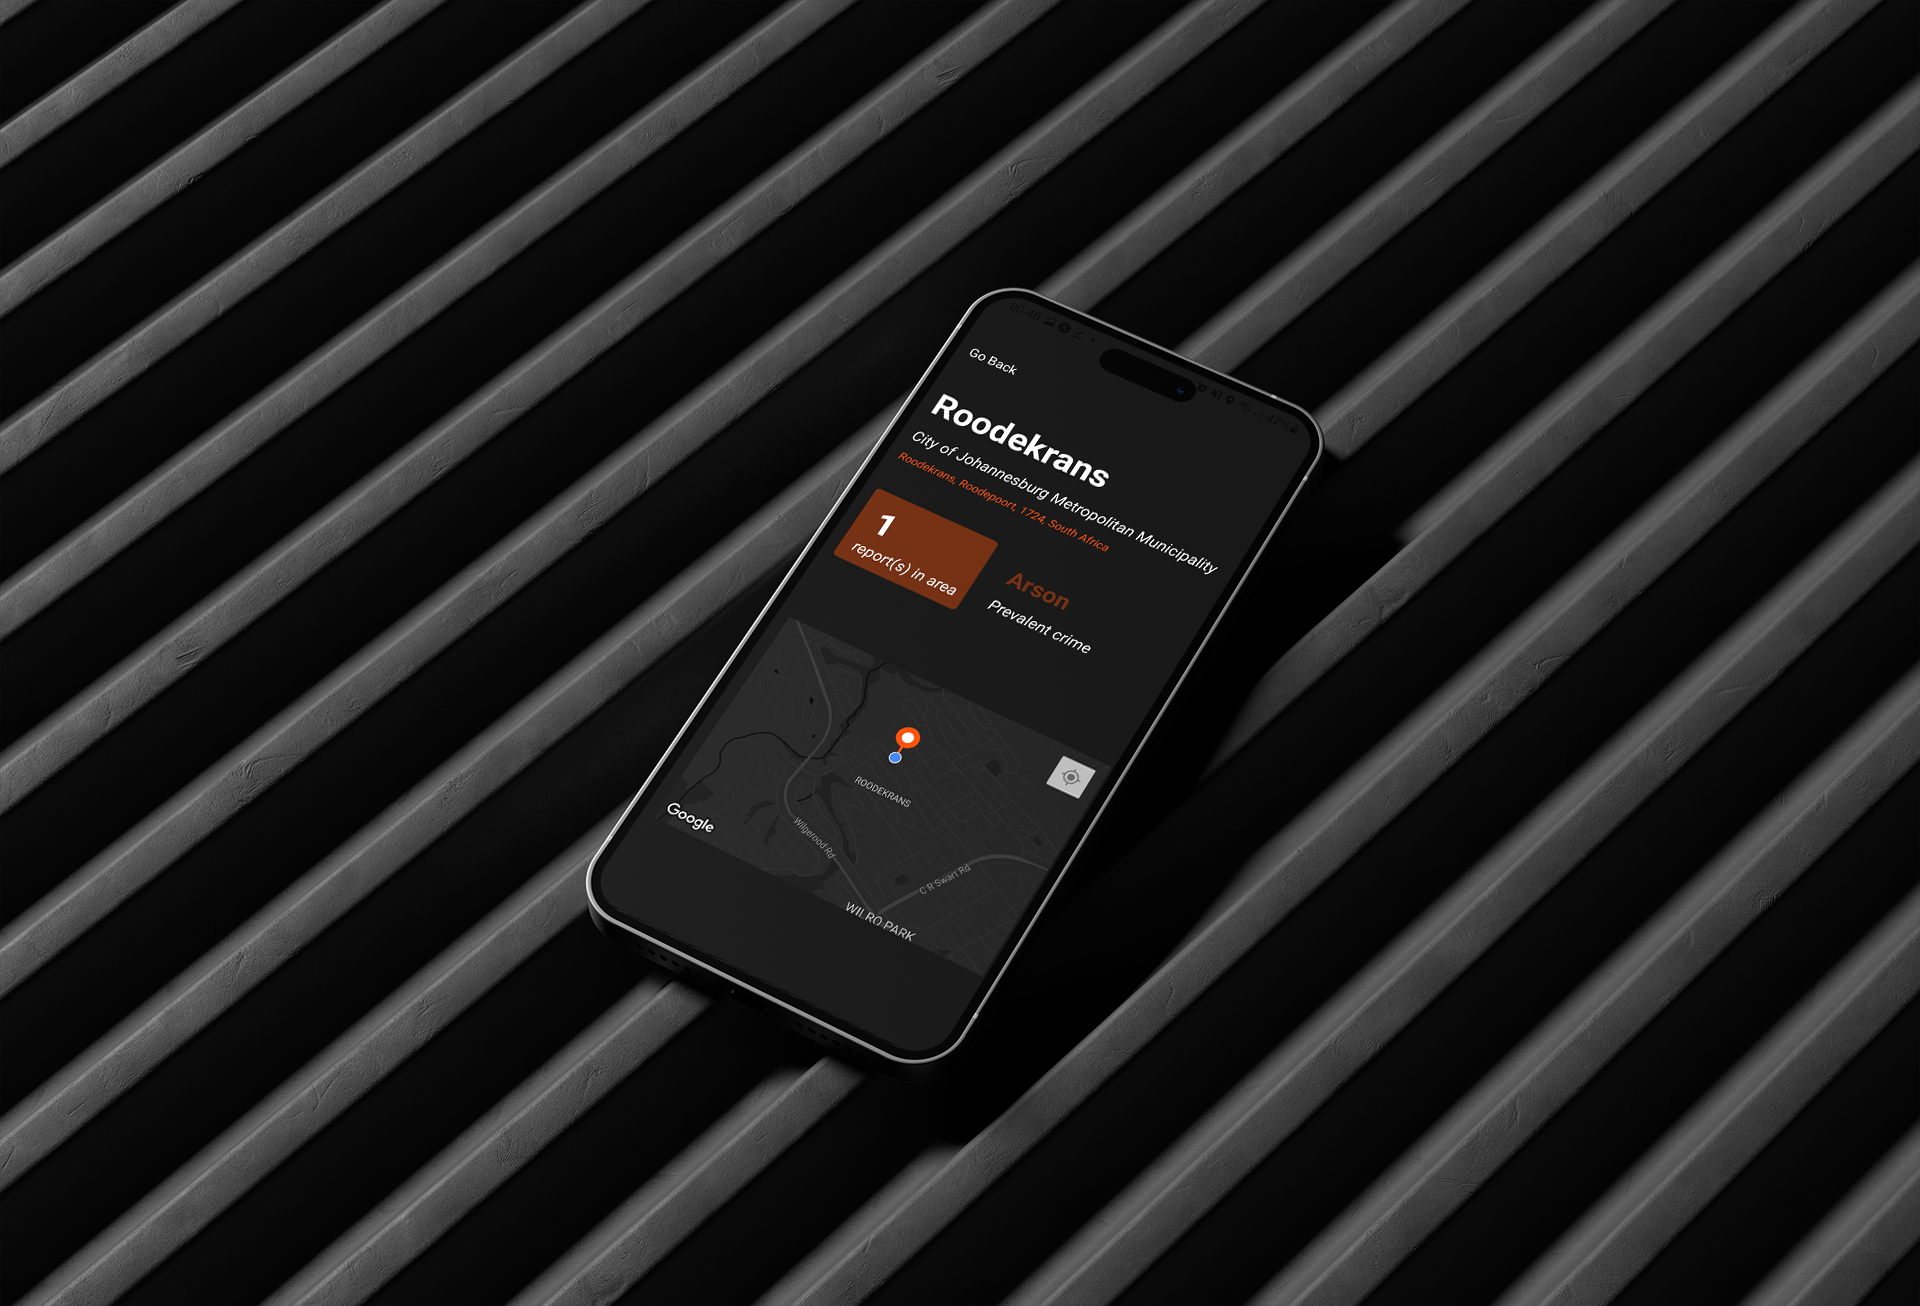 Go Back
Roodekrans
City of Johannesburg Metropolitan Municipality
Roodekrans, Roodepoort, 1724, South Africa
1
report(s) in area
Arson
Prevalent crime
ROODEKRANS
Google
Wilgerood Rd
C R Swart Rd
WILRO PARK